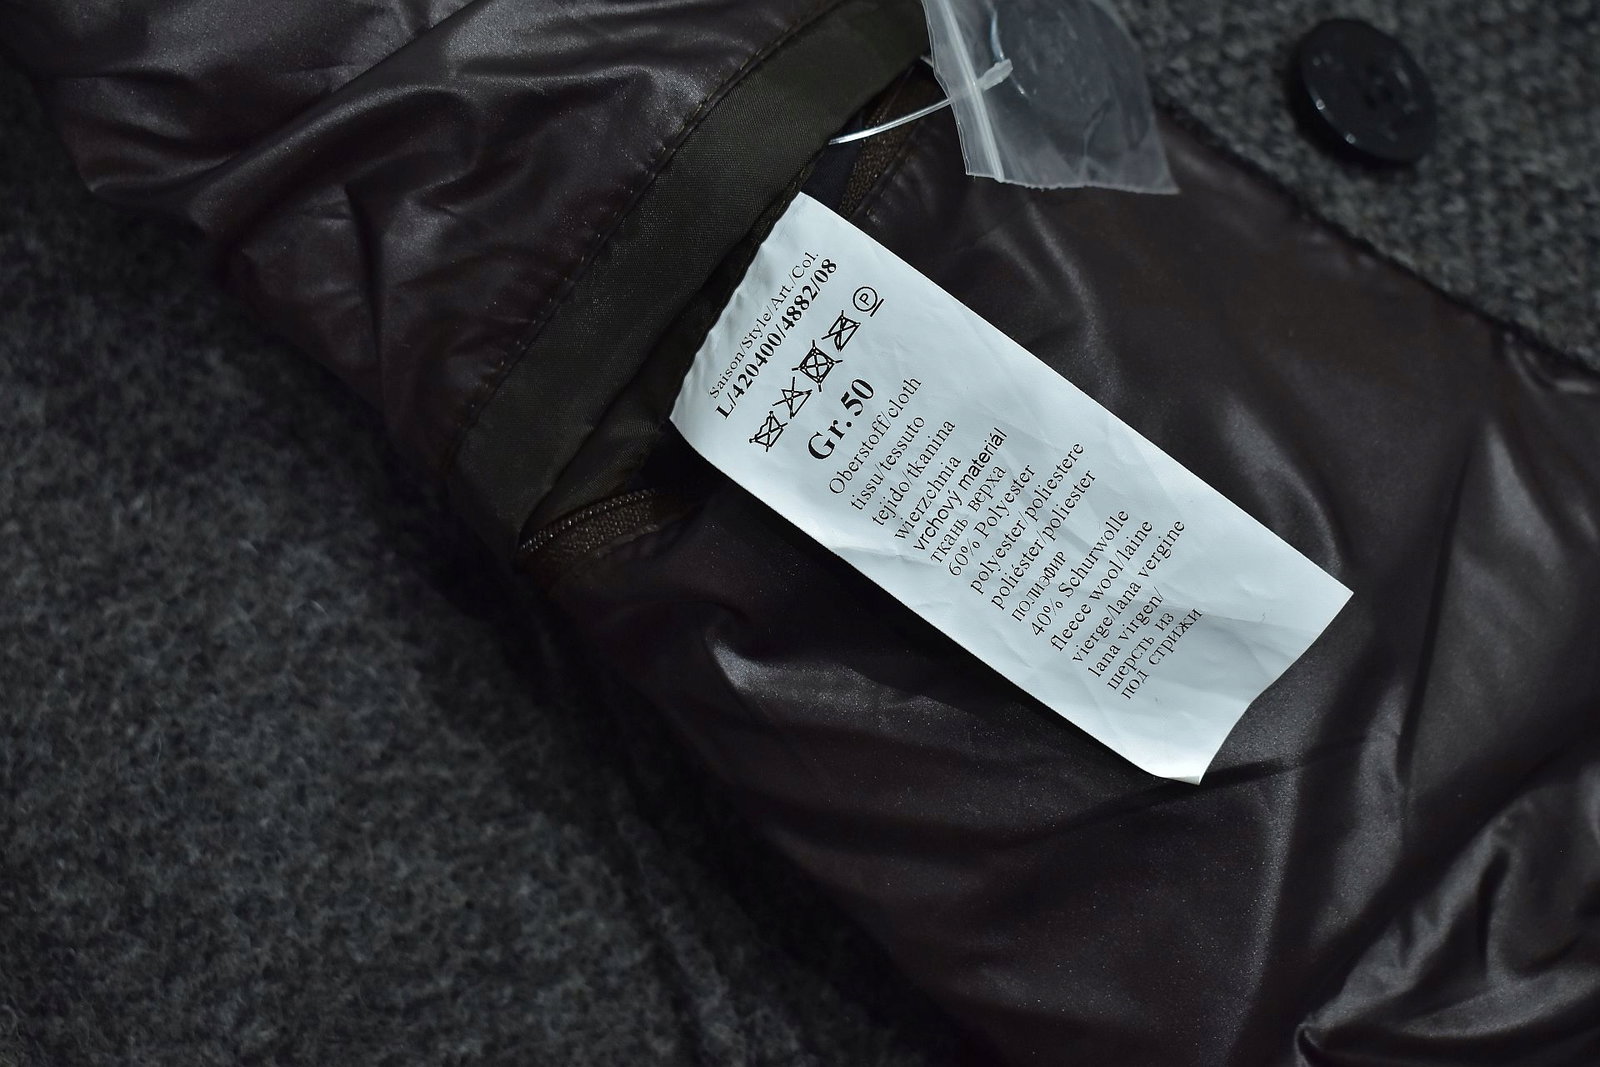 Saison/Style/Art./Col.
L/420400/4882/08
P
Gr.50
Oberstoff/cloth
tissu/tessuto
tejido/tkanina
wierzchnia
vrchový materiál
ткань верха
60% Polyester
polyester/poliestere
poliéster/poliester
полиэфир
40% Schurwolle
fleece wool/laine
vierge/lana vergine
lana virgen/
шерсть из
под стрижки